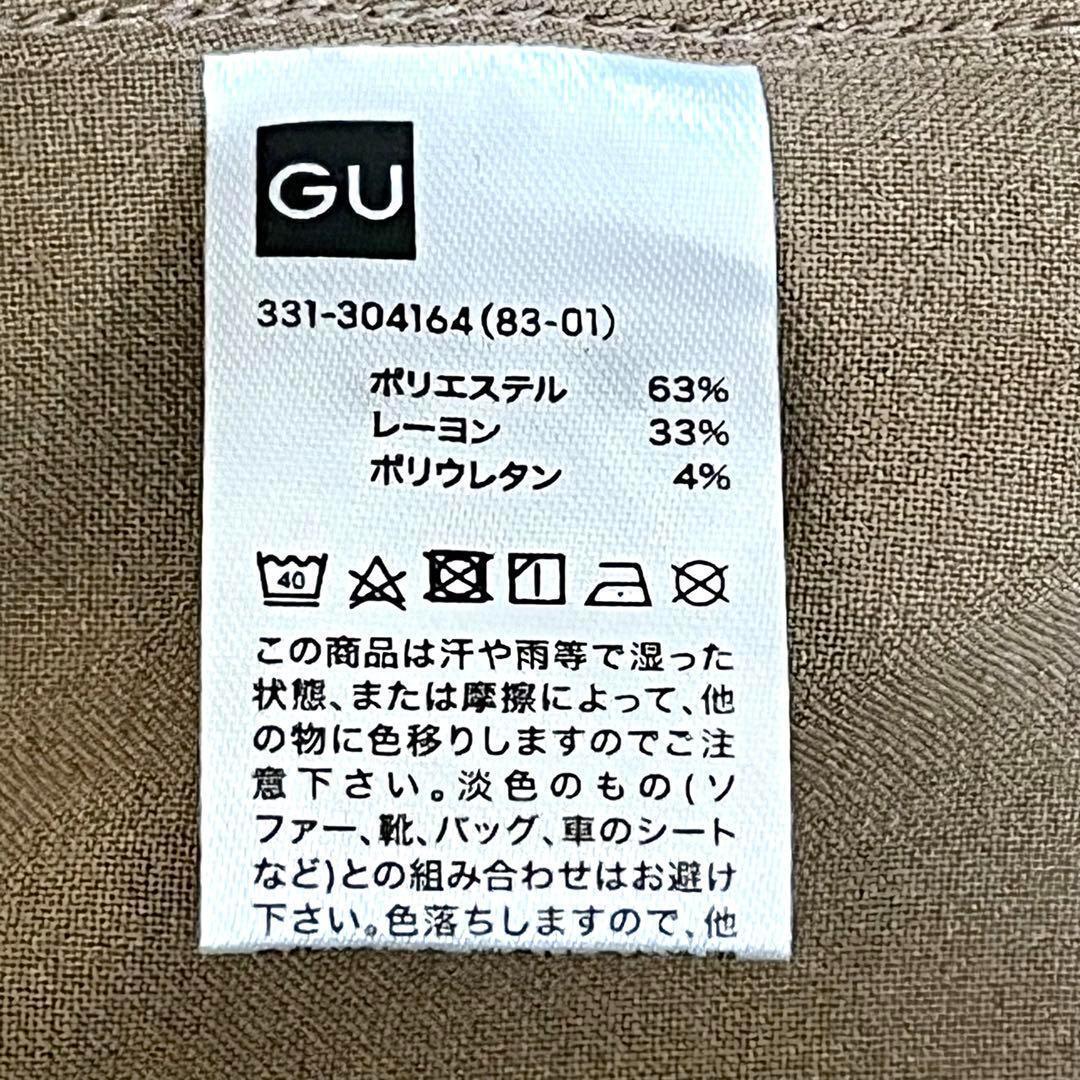 GU
331-304164(83-01)
ポリエステル 63%
レーヨン 33%
ポリウレタン 4%
40
この商品は汗や雨等で湿った
状態、または摩擦によって、他
の物に色移りしますのでご注
意下さい。淡色のもの(ソ
ファー、靴、バッグ、車のシート
など)との組み合わせはお避け
下さい。色落ちしますので、他